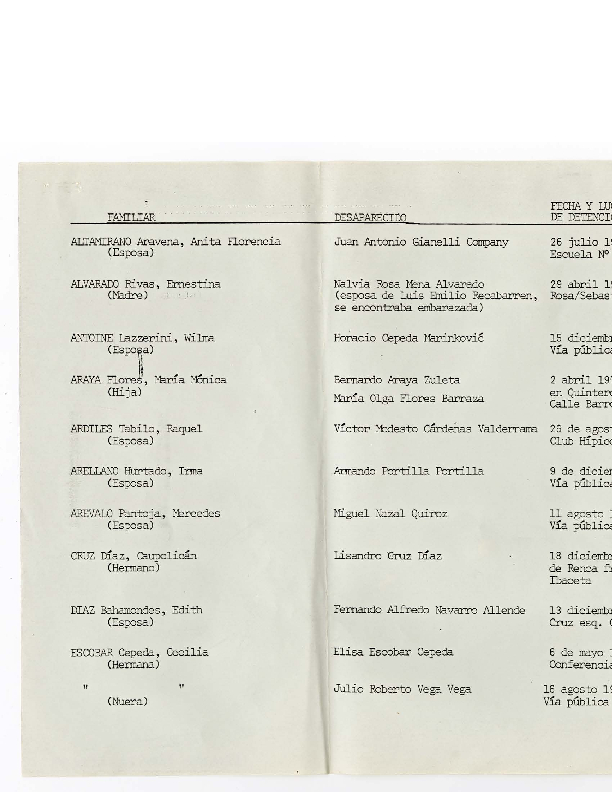 FECHA Y LUG
FAMILIAR DESAPARECIDO DE DETENCIO
ALTAMIRANO Aravena, Anita Florencia Juan Antonio Gianelli Company 26 julio 19
(Esposa) Escuela Nº
ALVARADO Rivas, Ernestina Nalvia Rosa Mena Alvarado 29 abril 19
(Madre) (esposa de Luis Emilio Recabarren, Rosa/Sebas
se encontraba embarazada)
ANTOINE Lazzerini, Wilma Horacio Cepeda Marinković 15 diciembr
(Esposa) Vía pública
ARAYA Flores, María Mónica Bernardo Araya Zuleta 2 abril 197
(Hija) en Quintero
María Olga Flores Barraza Calle Barro
ARDILES Tabilo, Raquel Víctor Modesto Cárdenas Valderrama 25 de agost
(Esposa) Club Hípico
ARELLANO Hurtado, Irma Armando Portilla Portilla 9 de diciem
(Esposa) Vía pública
AREVALO Pantoja, Mercedes Miguel Nazal Quiroz 11 agosto 1
(Esposa) Vía pública
CRUZ Díaz, Caupolicán Lisandro Cruz Díaz 18 diciembr
(Hermano) de Renca fr
Ibaceta
DIAZ Bahamondes, Edith Fernando Alfredo Navarro Allende 13 diciembr
(Esposa) Cruz esq. C
ESCOBAR Cepeda, Cecilia Elisa Escobar Cepeda 6 de mayo 1
(Hermana) Conferencia
" " Julio Roberto Vega Vega 16 agosto 19
(Nuera) Vía pública